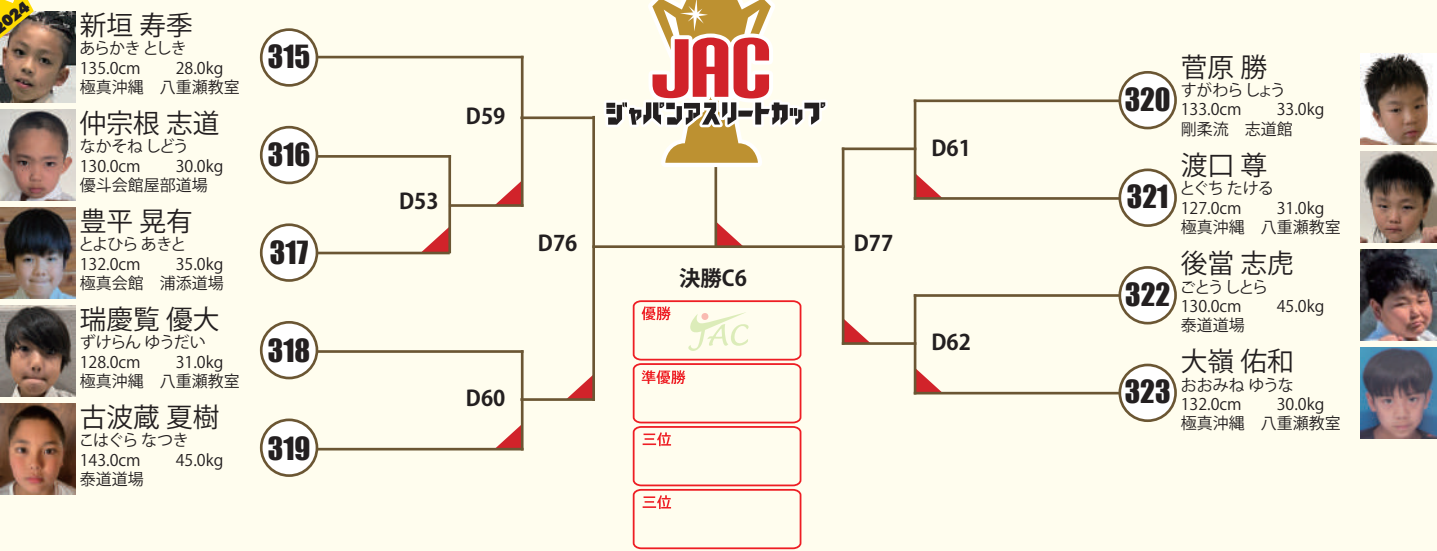 2024
新垣 寿季
あらかき としき
135.0cm 28.0kg
極真沖縄 八重瀬教室
315
仲宗根 志道
なかそね しどう
130.0cm 30.0kg
優斗会館屋部道場
316
豊平 晃有
とよひら あきと
132.0cm 35.0kg
極真会館 浦添道場
317
瑞慶覧 優大
ずけらん ゆうだい
128.0cm 31.0kg
極真沖縄 八重瀬教室
318
古波蔵 夏樹
こはぐら なつき
143.0cm 45.0kg
泰道道場
319
D59
D53
D76
D60
JAC
ジャパンアスリートカップ
決勝C6
優勝
JAC
準優勝
三位
三位
D61
D77
D62
320
菅原 勝
すがわら しょう
133.0cm 33.0kg
剛柔流 志道館
321
渡口 尊
とぐち たける
127.0cm 31.0kg
極真沖縄 八重瀬教室
322
後當 志虎
ごとう しとら
130.0cm 45.0kg
泰道道場
323
大嶺 佑和
おおみね ゆうな
132.0cm 30.0kg
極真沖縄 八重瀬教室